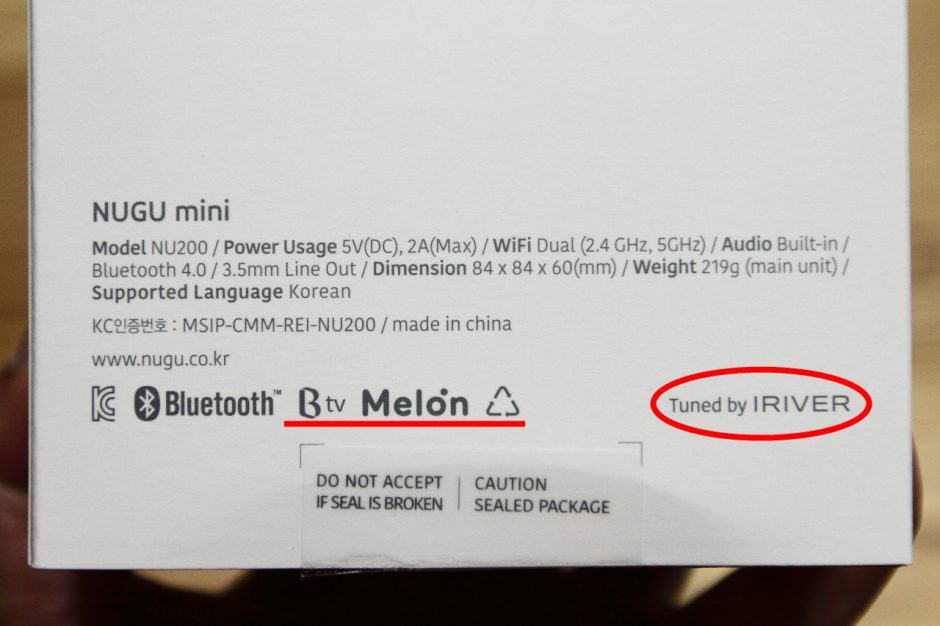 NUGU mini
Model NU200 / Power Usage 5V(DC), 2A(Max) / WiFi Dual (2.4 GHz, 5GHz) / Audio Built-in /
Bluetooth 4.0 / 3.5mm Line Out / Dimension 84 x 84 x 60(mm) / Weight 219g (main unit) /
Supported Language Korean
KC인증번호 : MSIP-CMM-REI-NU200 / made in china
www.nugu.co.kr
KC Bluetooth™ B tv Melon Tuned by IRIVER
DO NOT ACCEPT CAUTION
IF SEAL IS BROKEN SEALED PACKAGE